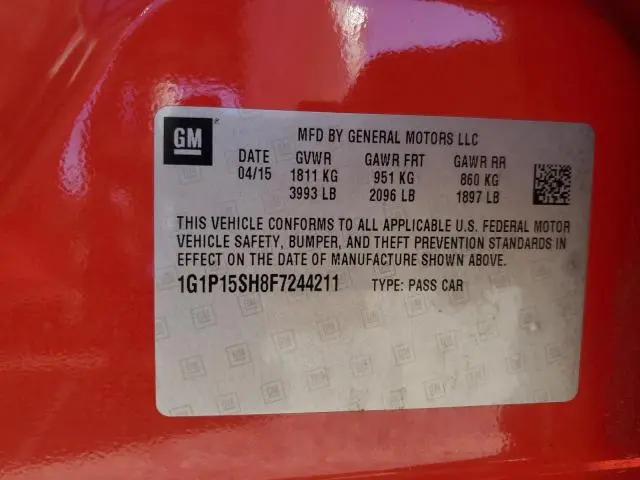 GM
MFD BY GENERAL MOTORS LLC
DATE GVWR GAWR FRT GAWR RR
04/15 1811 KG 951 KG 860 KG
3993 LB 2096 LB 1897 LB
THIS VEHICLE CONFORMS TO ALL APPLICABLE U.S. FEDERAL MOTOR
VEHICLE SAFETY, BUMPER, AND THEFT PREVENTION STANDARDS IN
EFFECT ON THE DATE OF MANUFACTURE SHOWN ABOVE.
1G1P15SH8F7244211 TYPE: PASS CAR